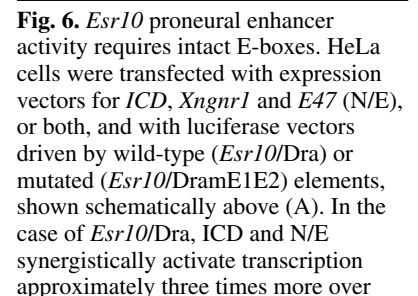 Fig. 6. Esr10 proneural enhancer
activity requires intact E-boxes. HeLa
cells were transfected with expression
vectors for ICD, Xngnr1 and E47 (N/E),
or both, and with luciferase vectors
driven by wild-type (Esr10/Dra) or
mutated (Esr10/DramE1E2) elements,
shown schematically above (A). In the
case of Esr10/Dra, ICD and N/E
synergistically activate transcription
approximately three times more over